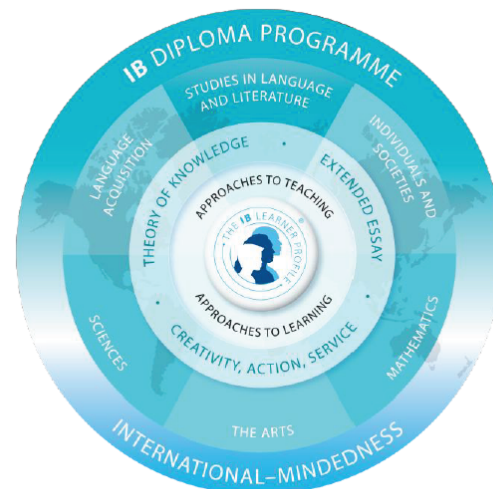 IB DIPLOMA PROGRAMME
STUDIES IN LANGUAGE
AND LITERATURE
LANGUAGE
ACQUISITION
INDIVIDUALS AND
SOCIETIES
THEORY OF KNOWLEDGE •
EXTENDED ESSAY •
APPROACHES TO TEACHING
THE IB LEARNER PROFILE ®
APPROACHES TO LEARNING
• CREATIVITY, ACTION, SERVICE
SCIENCES
MATHEMATICS
THE ARTS
INTERNATIONAL–MINDEDNESS